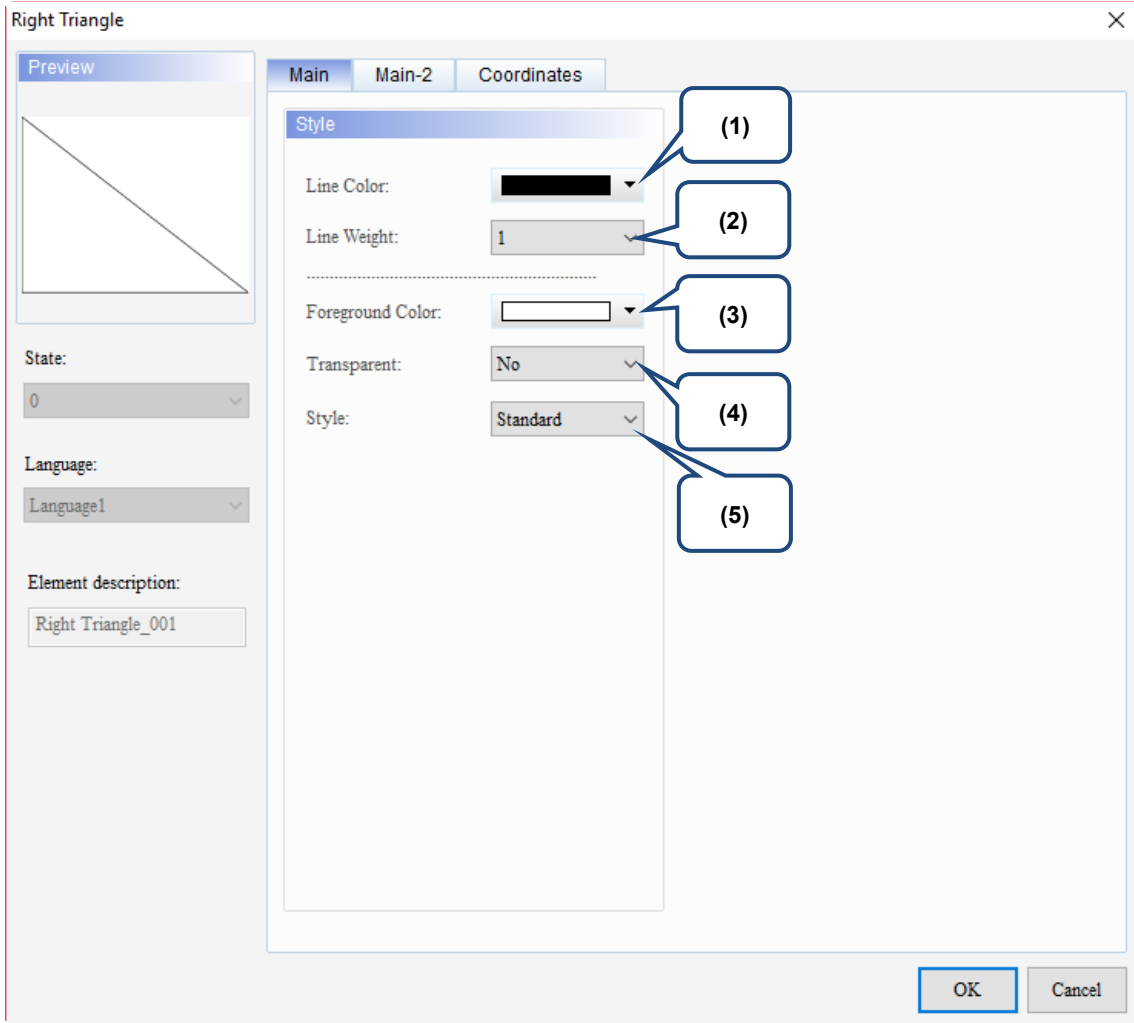 Right Triangle
Preview
State:
0
Language:
Language1
Element description:
Right Triangle_001
Main Main-2 Coordinates
Style
Line Color:
(1)
Line Weight: 1
(2)
Foreground Color:
(3)
Transparent: No
(4)
Style: Standard
(5)
OK Cancel